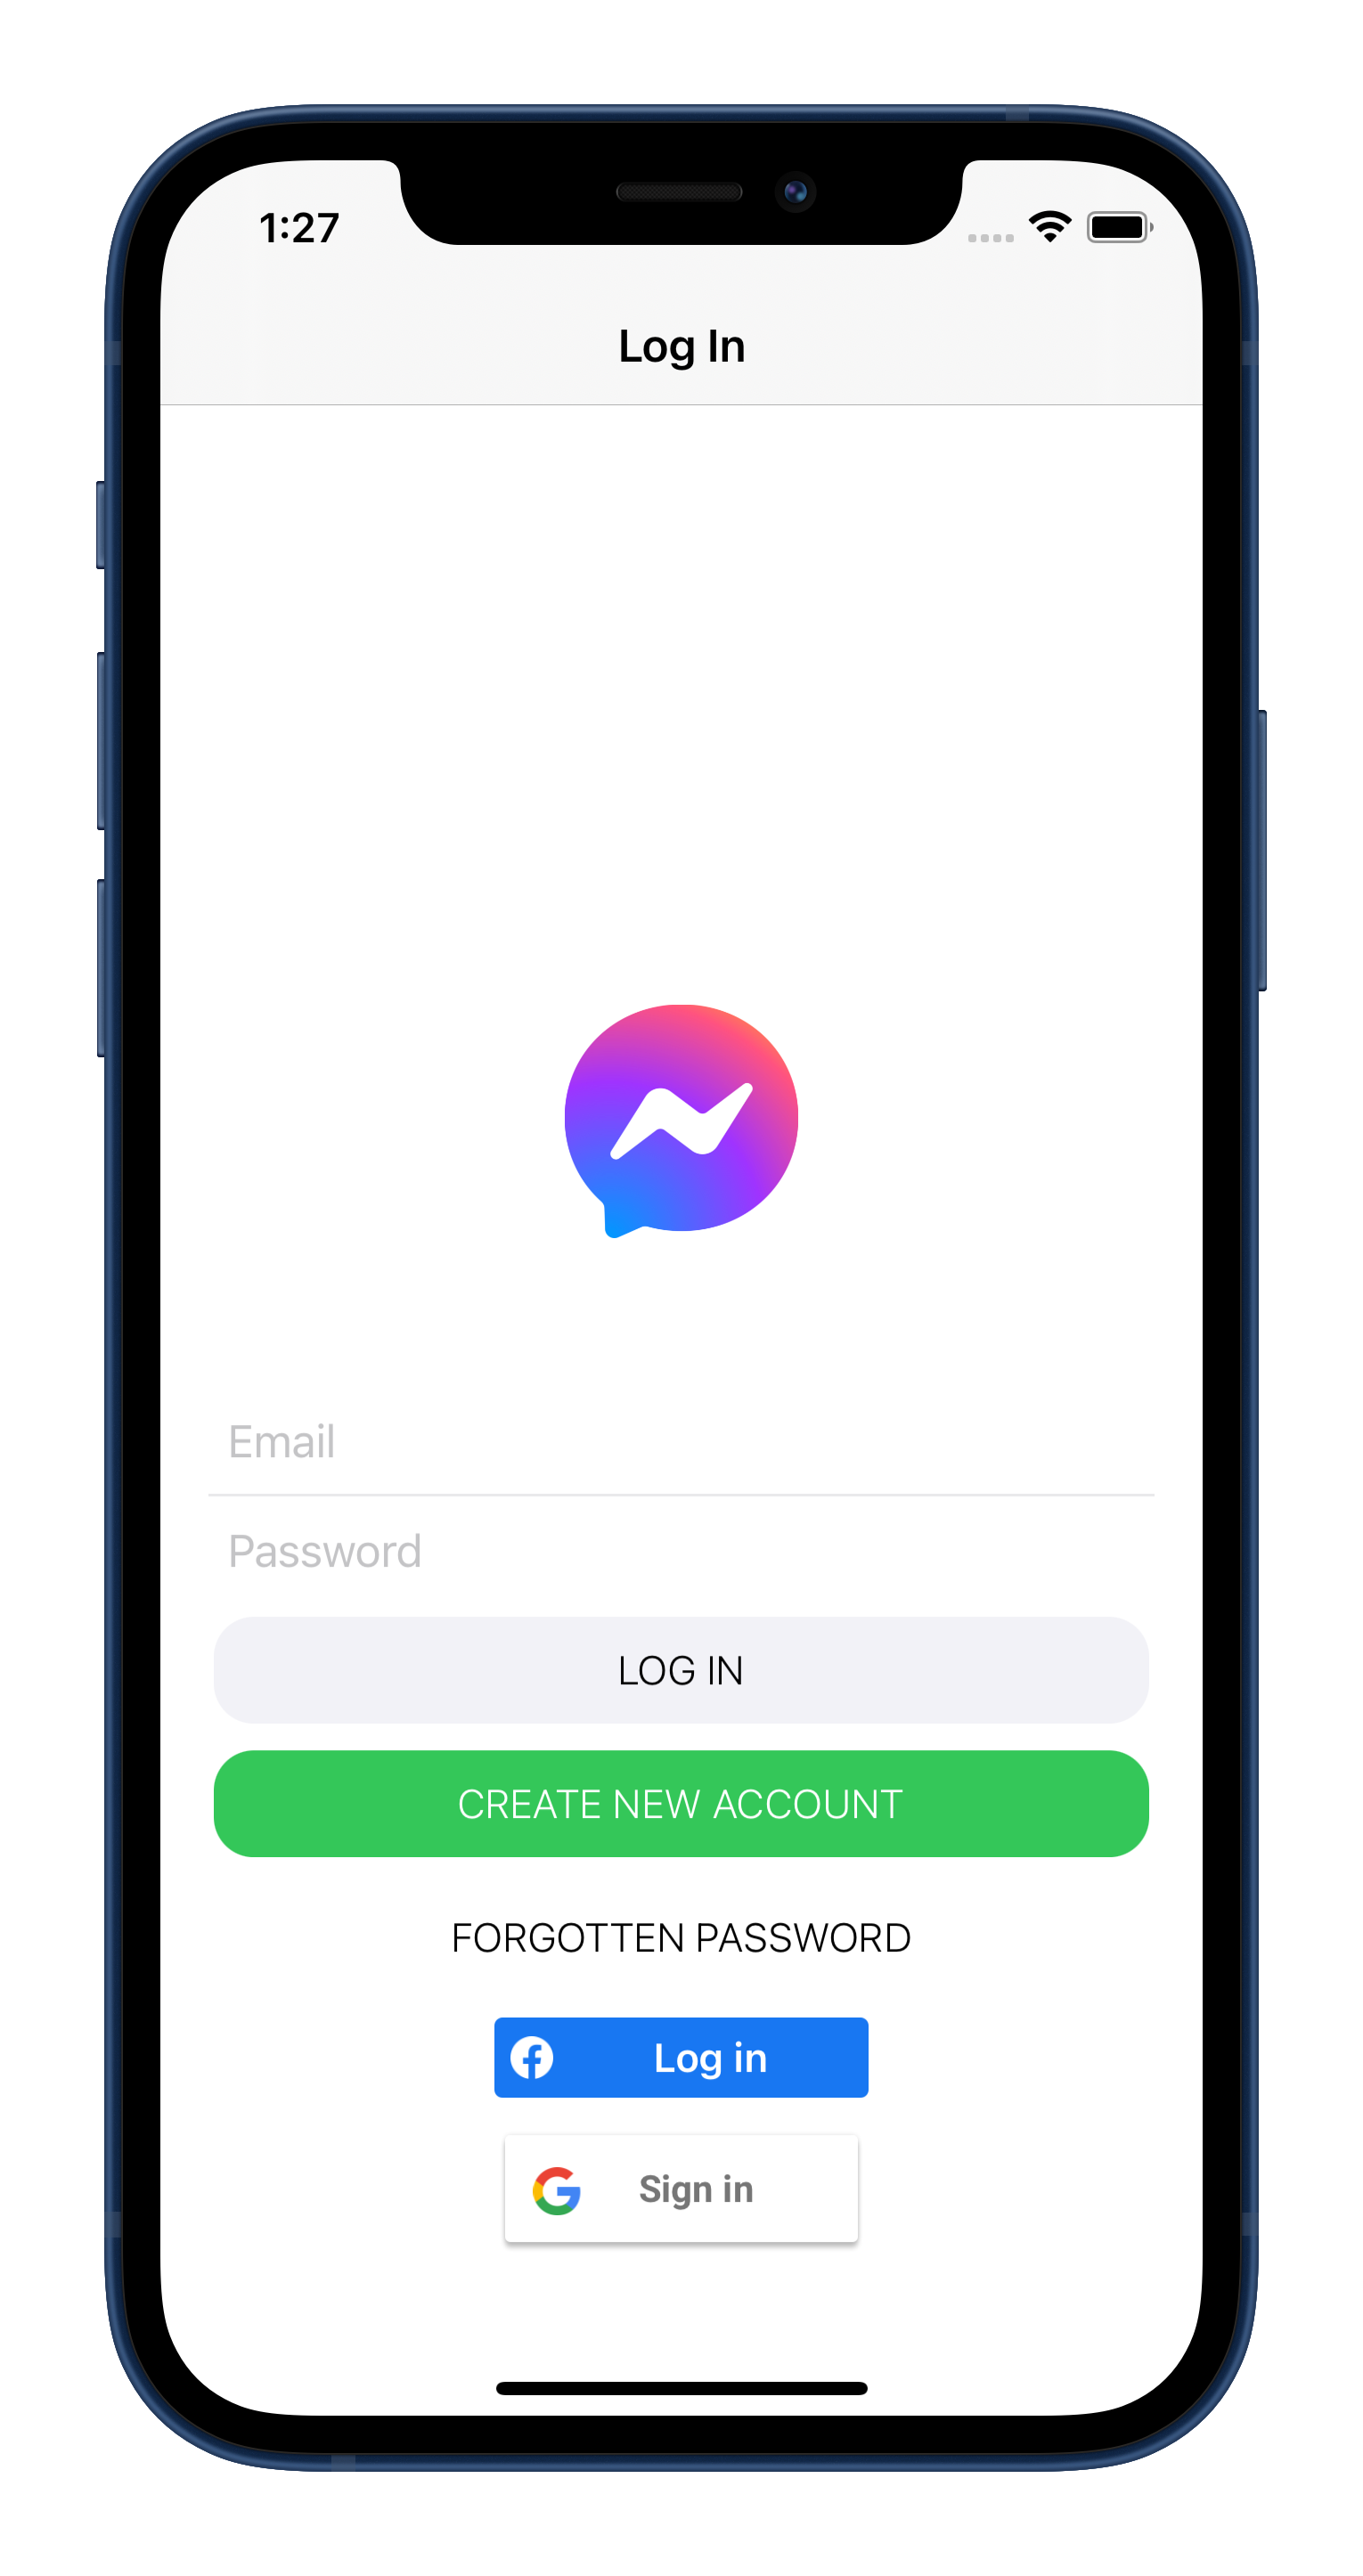 1:27
Log In
Email
Password
LOG IN
CREATE NEW ACCOUNT
FORGOTTEN PASSWORD
Log in
Sign in